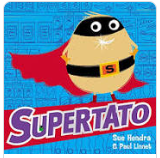 S
SUPERTATO
Sue Hendra
& Paul Linnet